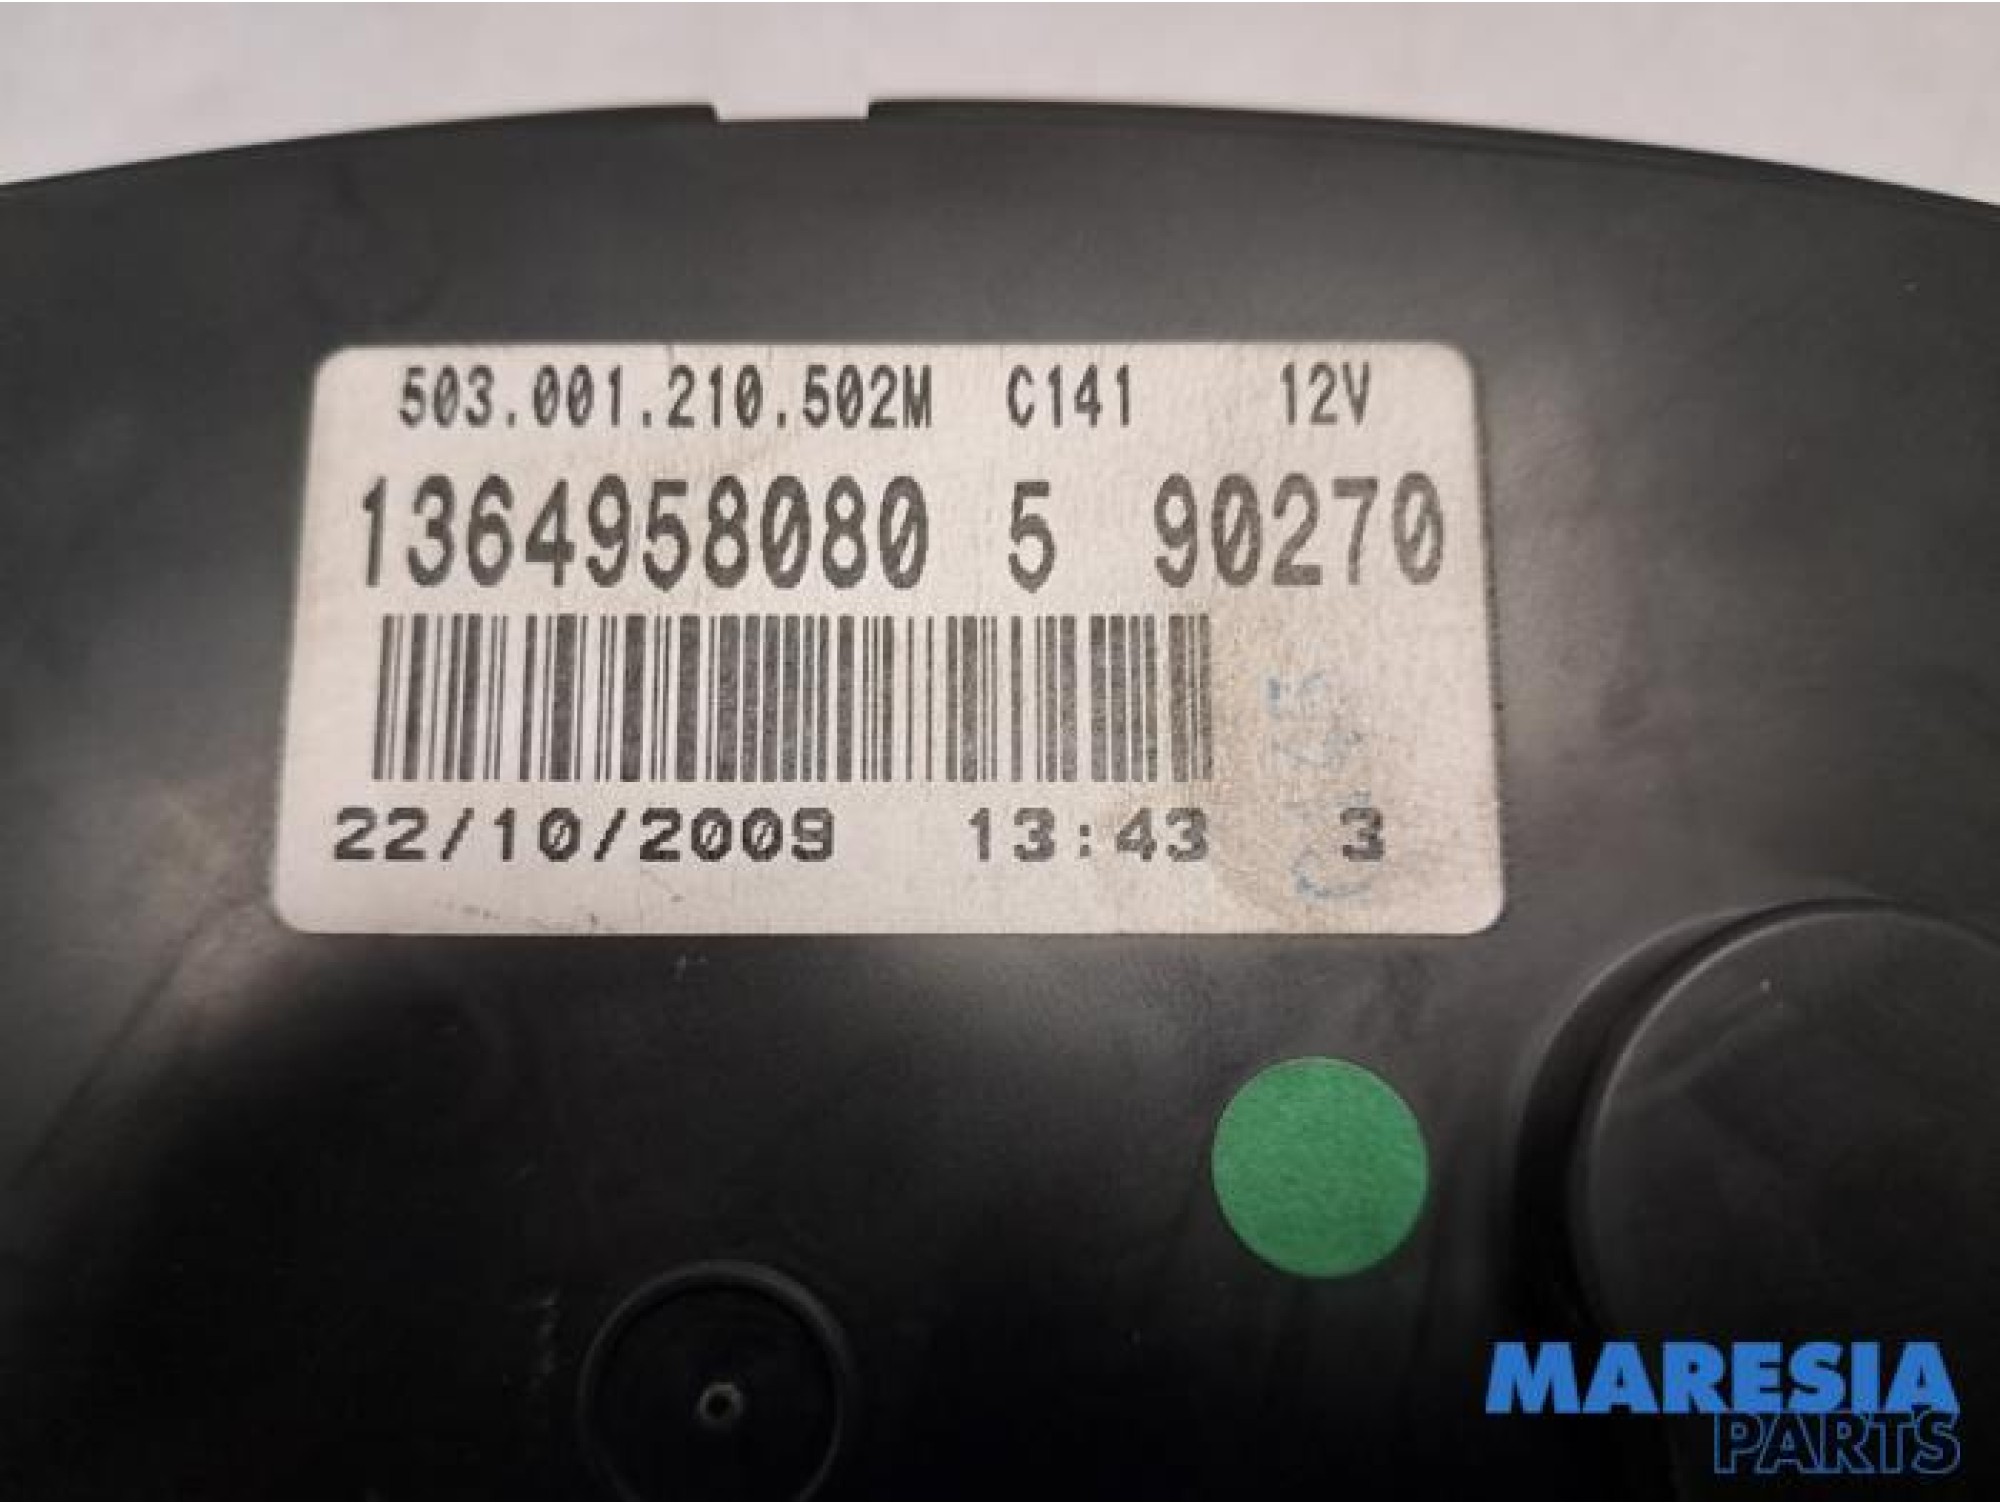 503.001.210.502M C141 12V
1364958080 5 90270
22/10/2009 13:43 3
MARESIA
PARTS